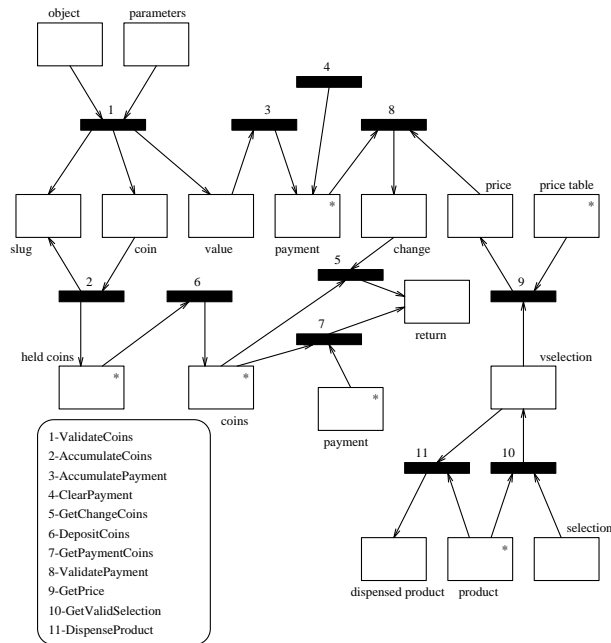 object parameters
4
1 3 8
price price table
*
*
slug coin value payment change
5
2 6 9
7
held coins return vselection
* * *
coins payment
11 10
1-ValidateCoins
2-AccumulateCoins
3-AccumulatePayment
4-ClearPayment
5-GetChangeCoins
6-DepositCoins
7-GetPaymentCoins
8-ValidatePayment
9-GetPrice
10-GetValidSelection
11-DispenseProduct
selection
*
dispensed product product